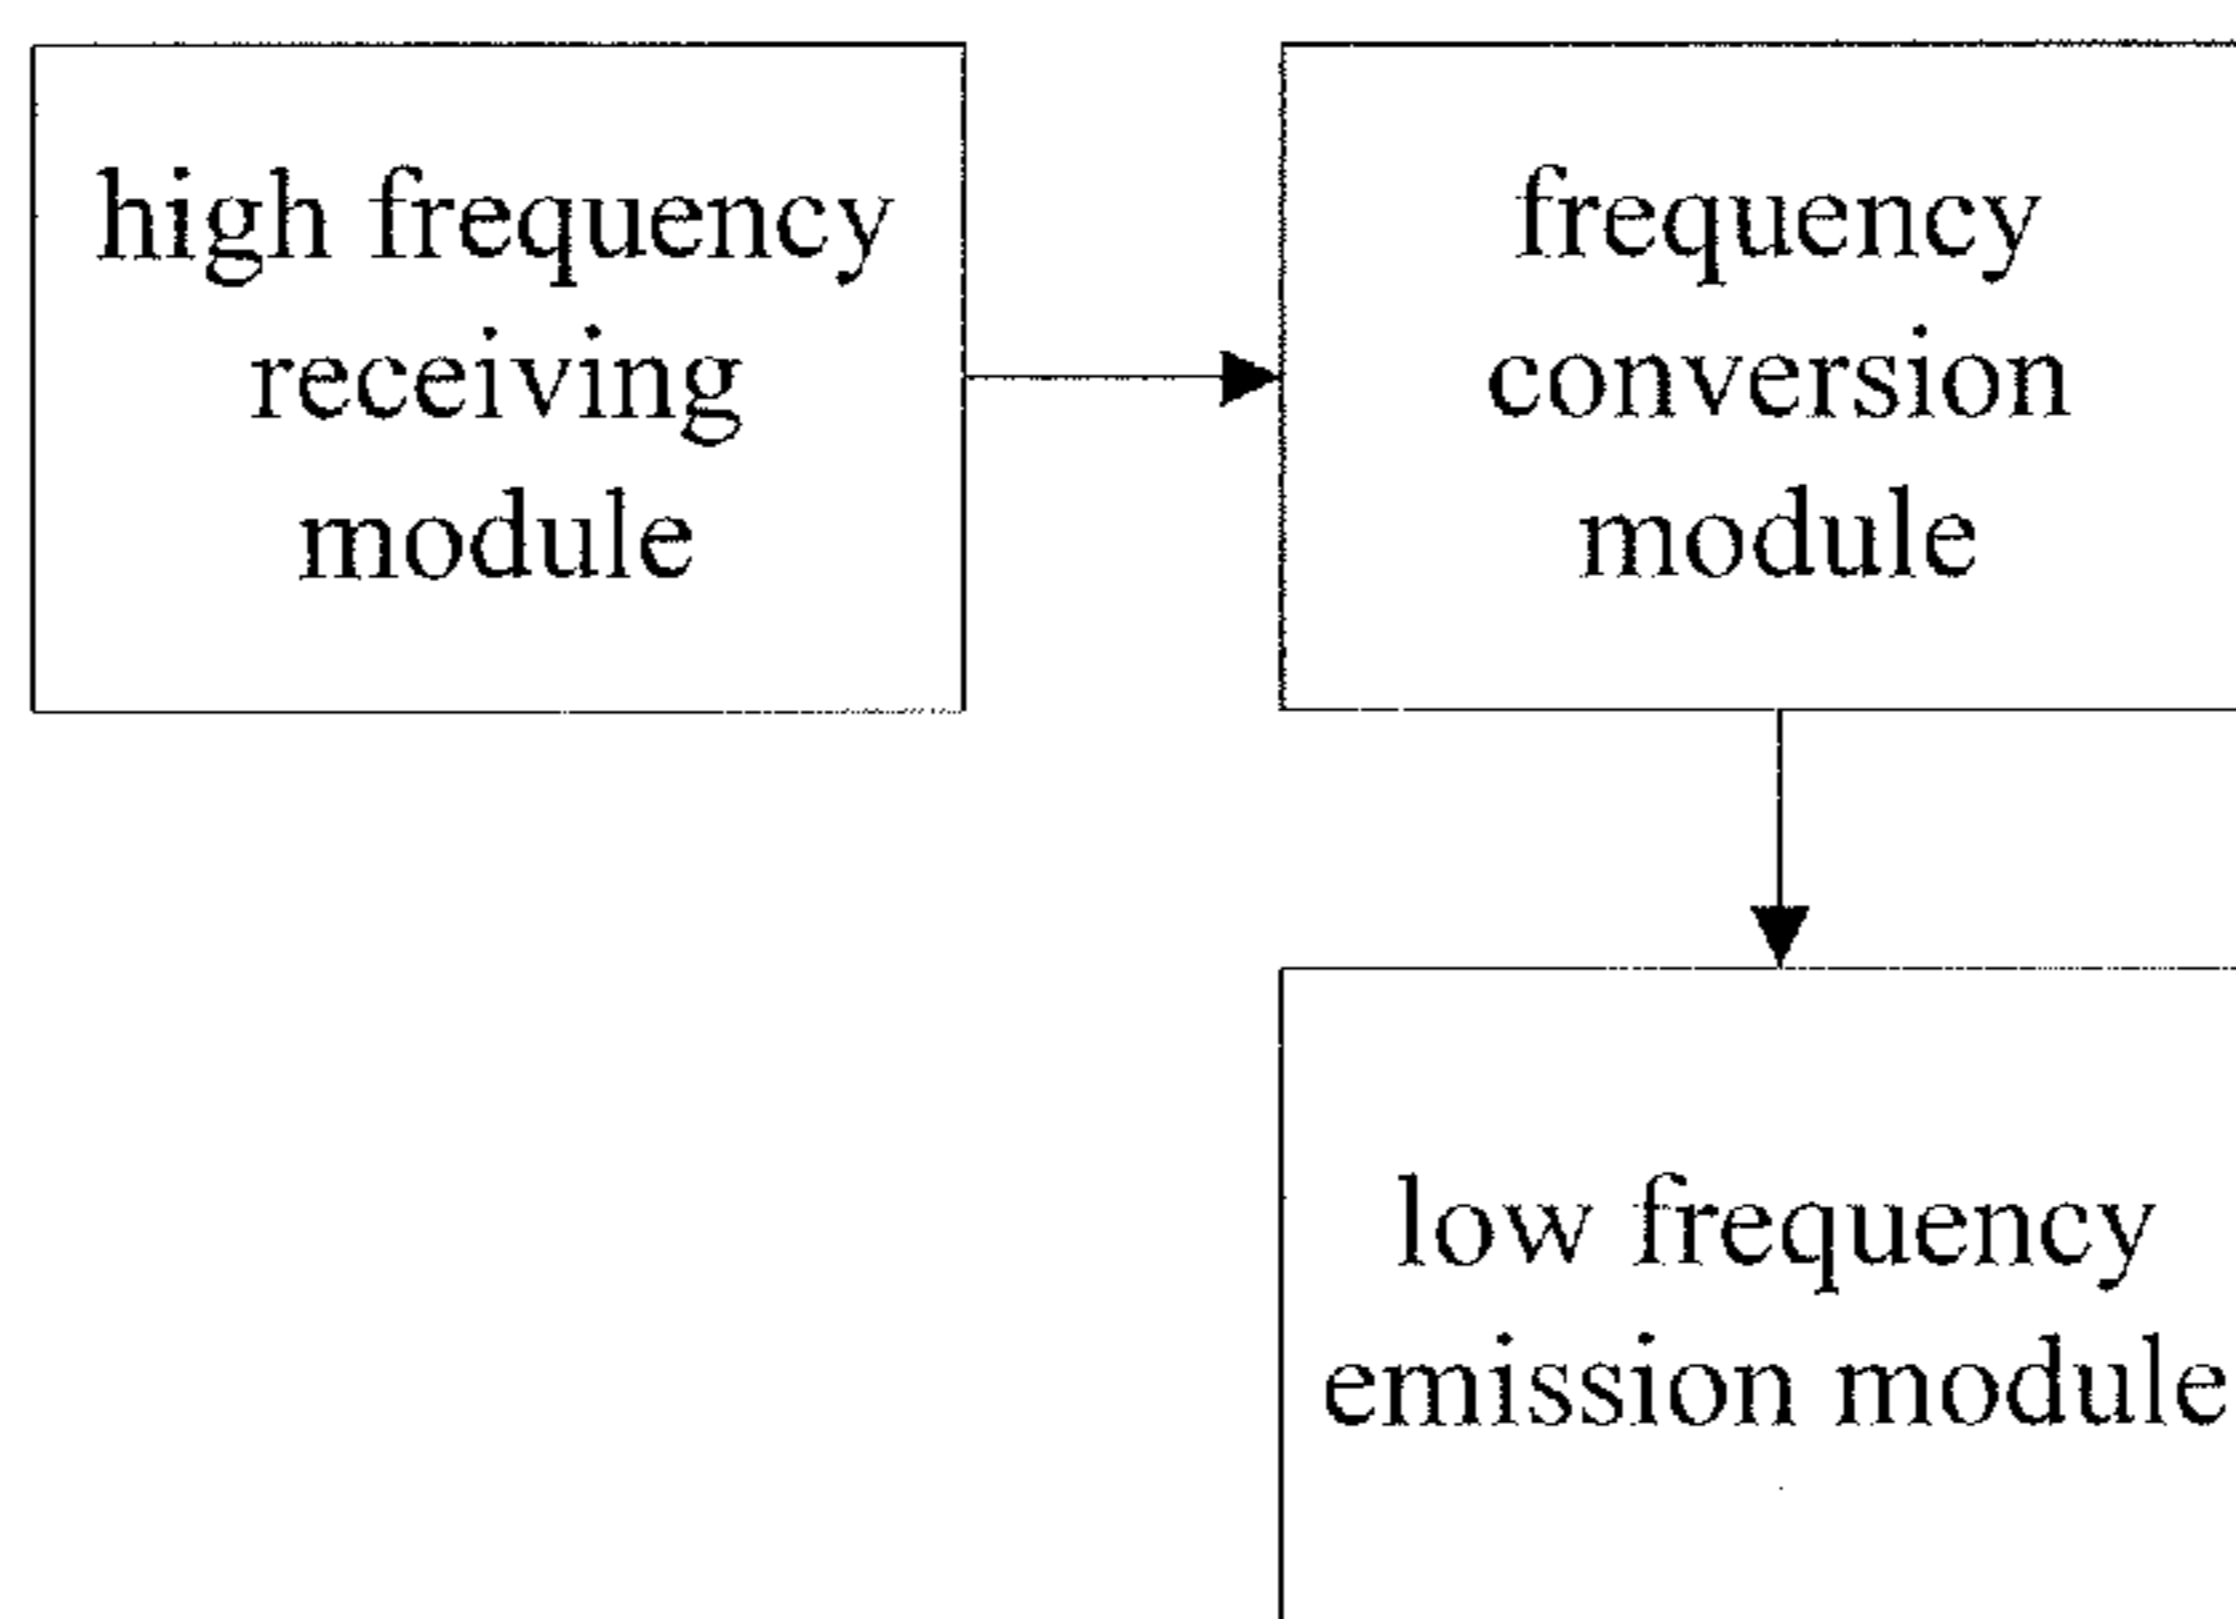 high frequency
receiving
module
frequency
conversion
module
low frequency
emission module